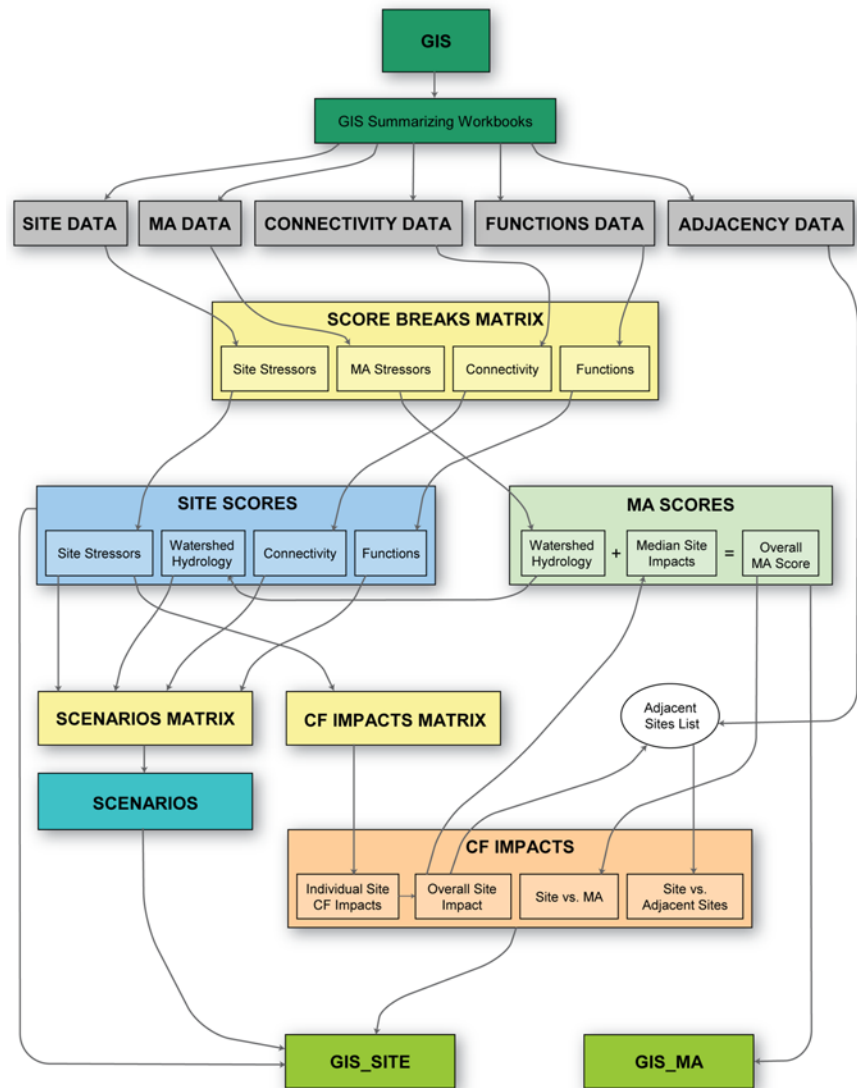 GIS
GIS Summarizing Workbooks
SITE DATA
MA DATA
CONNECTIVITY DATA
FUNCTIONS DATA
ADJACENCY DATA
SCORE BREAKS MATRIX
Site Stressors
MA Stressors
Connectivity
Functions
SITE SCORES
Site Stressors
Watershed
Hydrology
Connectivity
Functions
MA SCORES
Watershed
Hydrology
+
Median Site
Impacts
=
Overall
MA Score
SCENARIOS MATRIX
CF IMPACTS MATRIX
Adjacent
Sites List
SCENARIOS
CF IMPACTS
Individual Site
CF Impacts
Overall Site
Impact
Site vs. MA
Site vs.
Adjacent Sites
GIS_SITE
GIS_MA